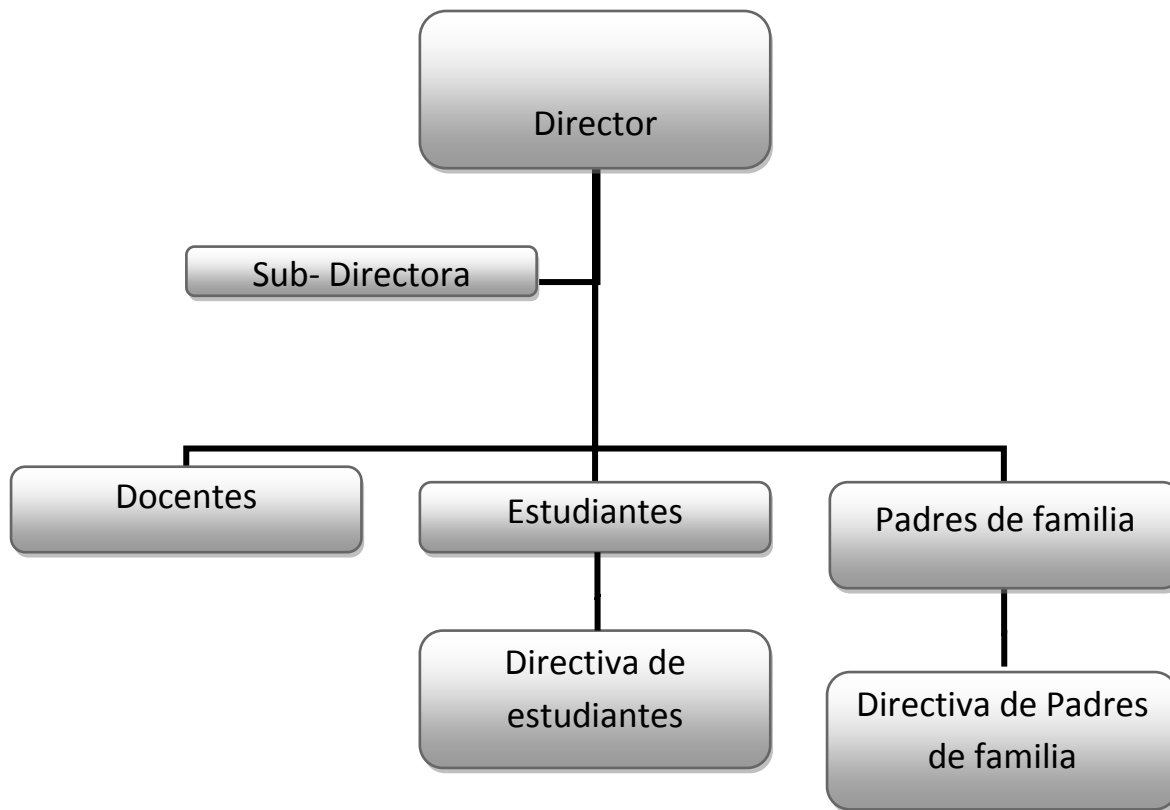 Director
Sub- Directora
Docentes
Estudiantes
Padres de familia
Directiva de
estudiantes
Directiva de Padres
de familia